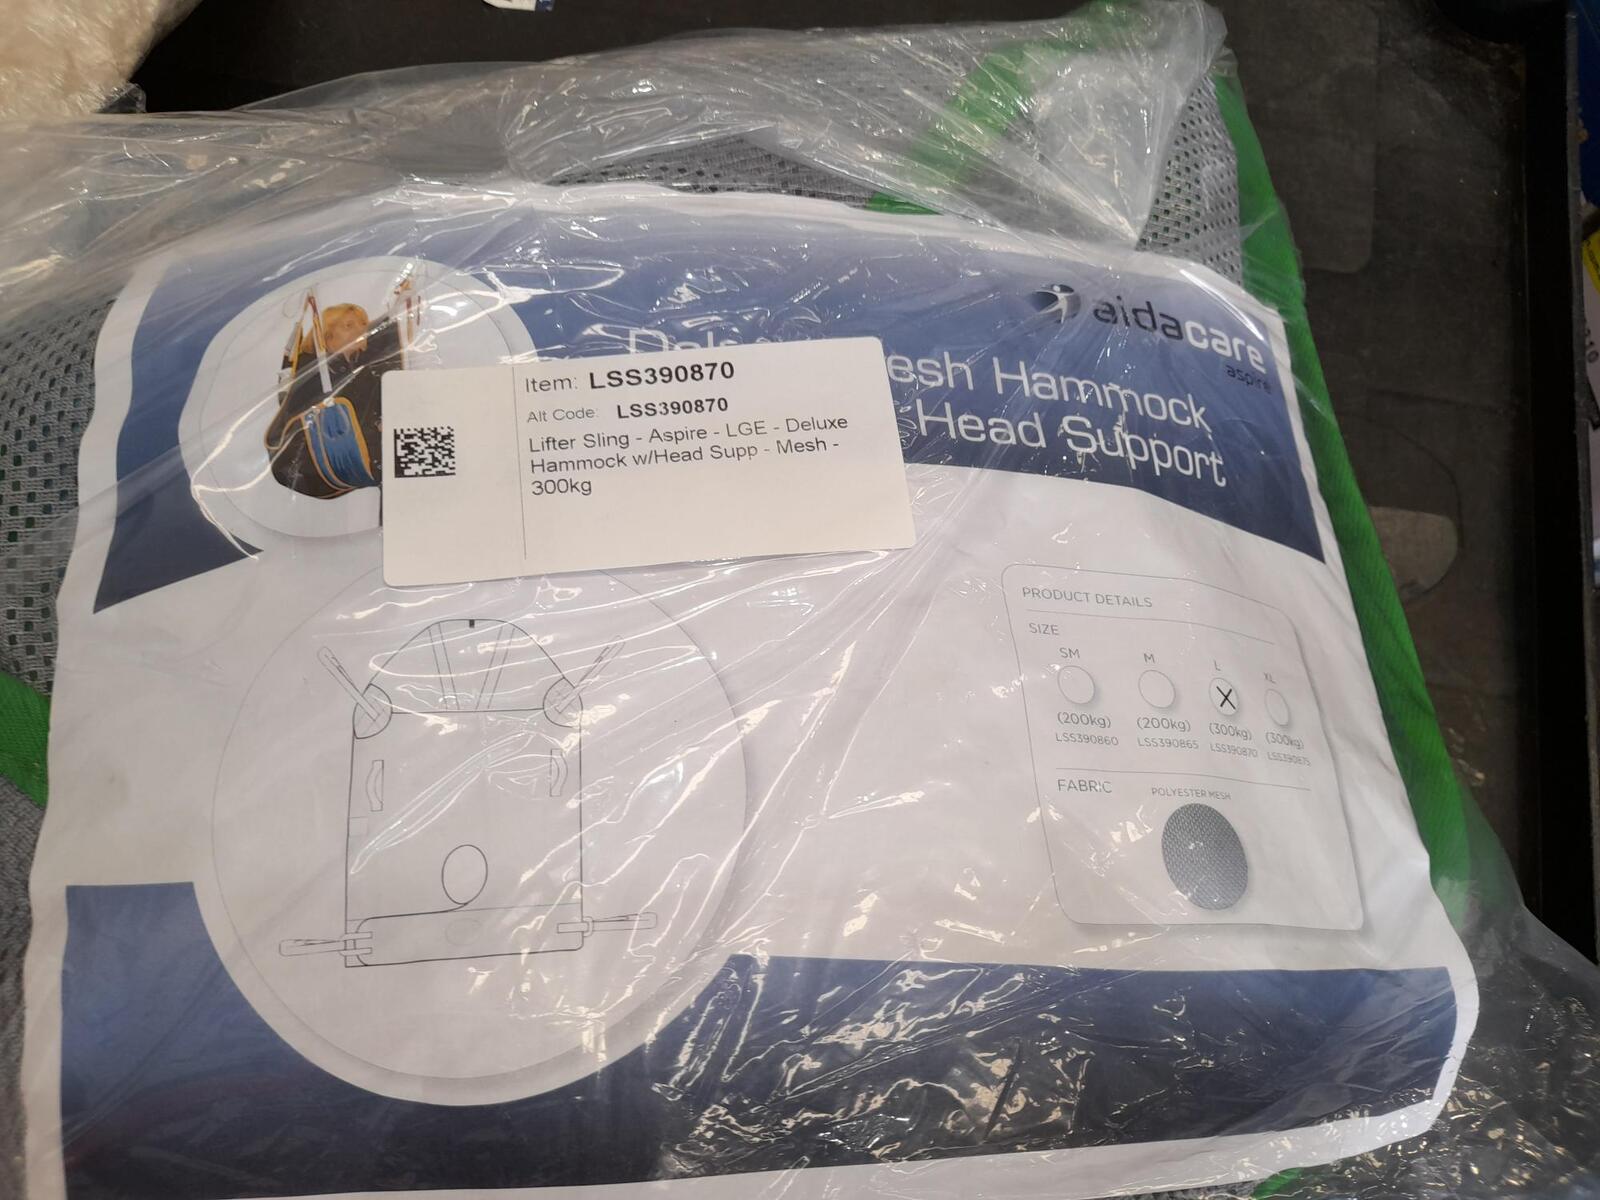 aidacare
aspire
esh Hammock
Head Support
Item: LSS390870
Alt Code: LSS390870
Lifter Sling - Aspire - LGE - Deluxe
Hammock w/Head Supp - Mesh -
300kg
PRODUCT DETAILS
SIZE
SM M L XL
X
(200kg) (200kg) (300kg) (300kg)
LSS390860 LSS390865 LSS390870 LSS390875
FABRIC
POLYESTER MESH